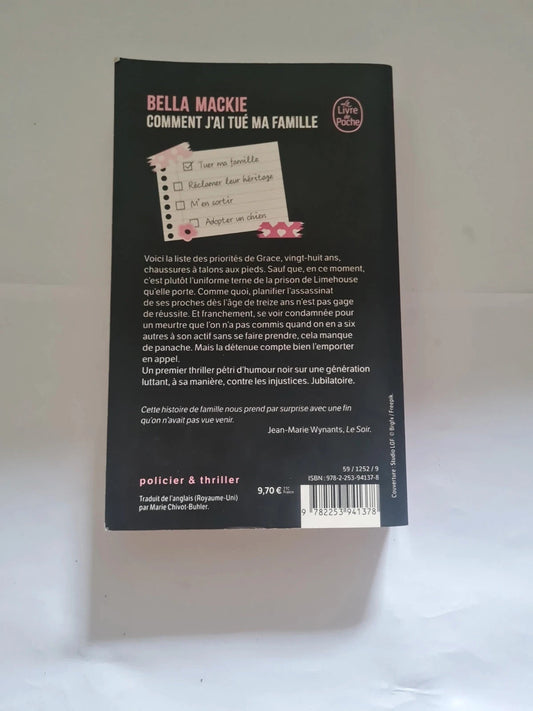 BELLA MACKIE
COMMENT J'AI TUÉ MA FAMILLE
Le
Livre
de
Poche
Tuer ma famille
Réclamer leur héritage
M'en sortir
Adopter un chien
Voici la liste des priorités de Grace, vingt-huit ans,
chaussures à talons aux pieds. Sauf que, en ce moment,
c'est plutôt l'uniforme terne de la prison de Limehouse
qu'elle porte. Comme quoi, planifier l'assassinat
de ses proches dès l'âge de treize ans n'est pas gage
de réussite. Et franchement, se voir condamnée pour
un meurtre que l'on n'a pas commis quand on en a six
autres à son actif sans se faire prendre, cela manque
de panache. Mais la détenue compte bien l'emporter
en appel.
Un premier thriller pétri d'humour noir sur une génération
luttant, à sa manière, contre les injustices. Jubilatoire.
Cette histoire de famille nous prend par surprise avec une fin
qu'on n'avait pas vue venir.
Jean-Marie Wynants, Le Soir.
policier & thriller
Traduit de l'anglais (Royaume-Uni)
par Marie Chivot-Buhler.
9,70 € TTC
FRANCE
59 / 1252 / 9
ISBN : 978-2-253-94137-8
9 782253 941378
Couverture : Studio LGF. © Brgfx / Freepik.